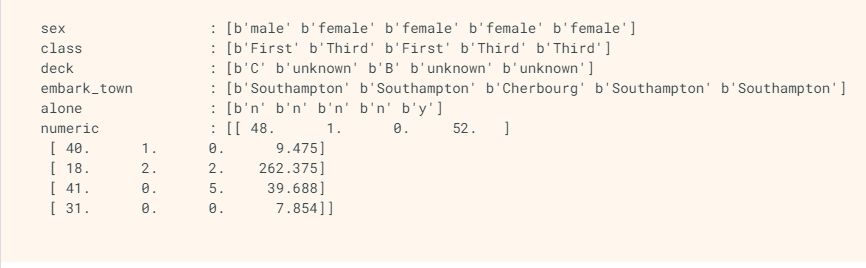 sex                 : [b'male' b'female' b'female' b'female' b'female']
class               : [b'First' b'Third' b'First' b'Third' b'Third']
deck                : [b'C' b'unknown' b'B' b'unknown' b'unknown']
embark_town         : [b'Southampton' b'Southampton' b'Cherbourg' b'Southampton' b'Southampton']
alone               : [b'n' b'n' b'n' b'n' b'y']
numeric             : [[ 48.      1.      0.     52.   ]
 [ 40.      1.      0.      9.475]
 [ 18.      2.      2.    262.375]
 [ 41.      0.      5.     39.688]
 [ 31.      0.      0.      7.854]]